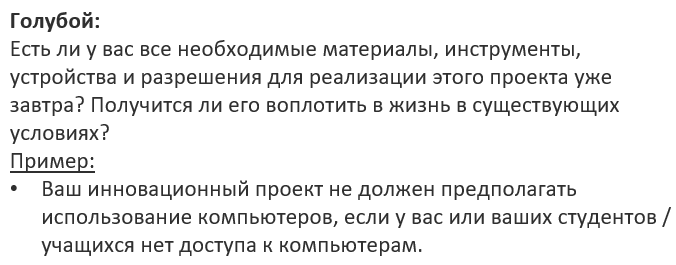 Голубой:
Есть ли у вас все необходимые материалы, инструменты,
устройства и разрешения для реализации этого проекта уже
завтра? Получится ли его воплотить в жизнь в существующих
условиях?
Пример:
• Ваш инновационный проект не должен предполагать
использование компьютеров, если у вас или ваших студентов /
учащихся нет доступа к компьютерам.